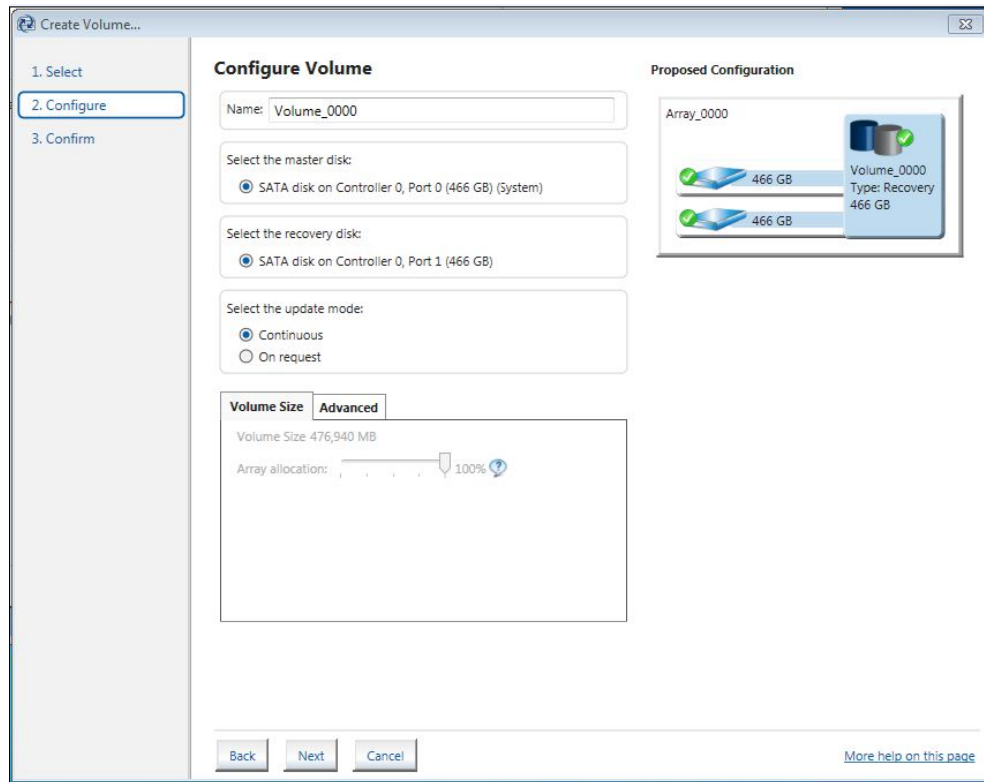 Create Volume...
1. Select
2. Configure
3. Confirm
Configure Volume
Name: Volume_0000
Select the master disk:
SATA disk on Controller 0, Port 0 (466 GB) (System)
Select the recovery disk:
SATA disk on Controller 0, Port 1 (466 GB)
Select the update mode:
Continuous
On request
Volume Size
Advanced
Volume Size 476,940 MB
Array allocation: 100%
Proposed Configuration
Array_0000
466 GB
466 GB
Volume_0000
Type: Recovery
466 GB
Back
Next
Cancel
More help on this page